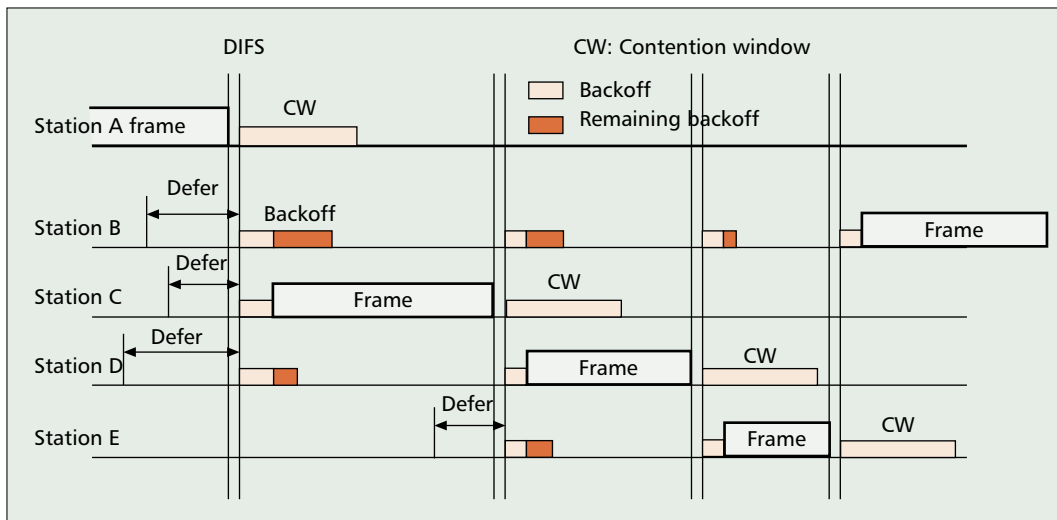 DIFS
CW: Contention window
Backoff
Remaining backoff
Station A frame
CW
Defer
Station B
Backoff
Frame
Defer
Station C
Frame
CW
Defer
Station D
Frame
CW
Defer
Station E
Frame
CW